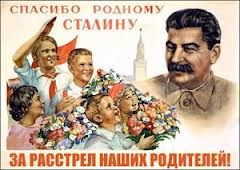 СПАСИБО РОДНОМУ
СТАЛИНУ
ЗА РАССТРЕЛ НАШИХ РОДИТЕЛЕЙ!